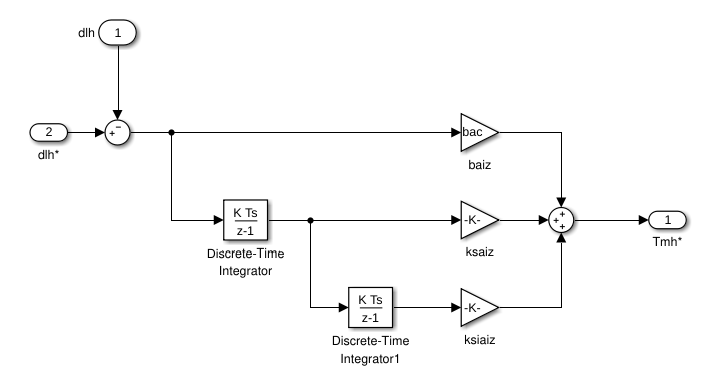 dlh 1
2
dlh*
−
+
bac
baiz
K Ts
z-1
Discrete-Time
Integrator
-K-
ksaiz
+
+
+
1
Tmh*
K Ts
z-1
Discrete-Time
Integrator1
-K-
ksiaiz